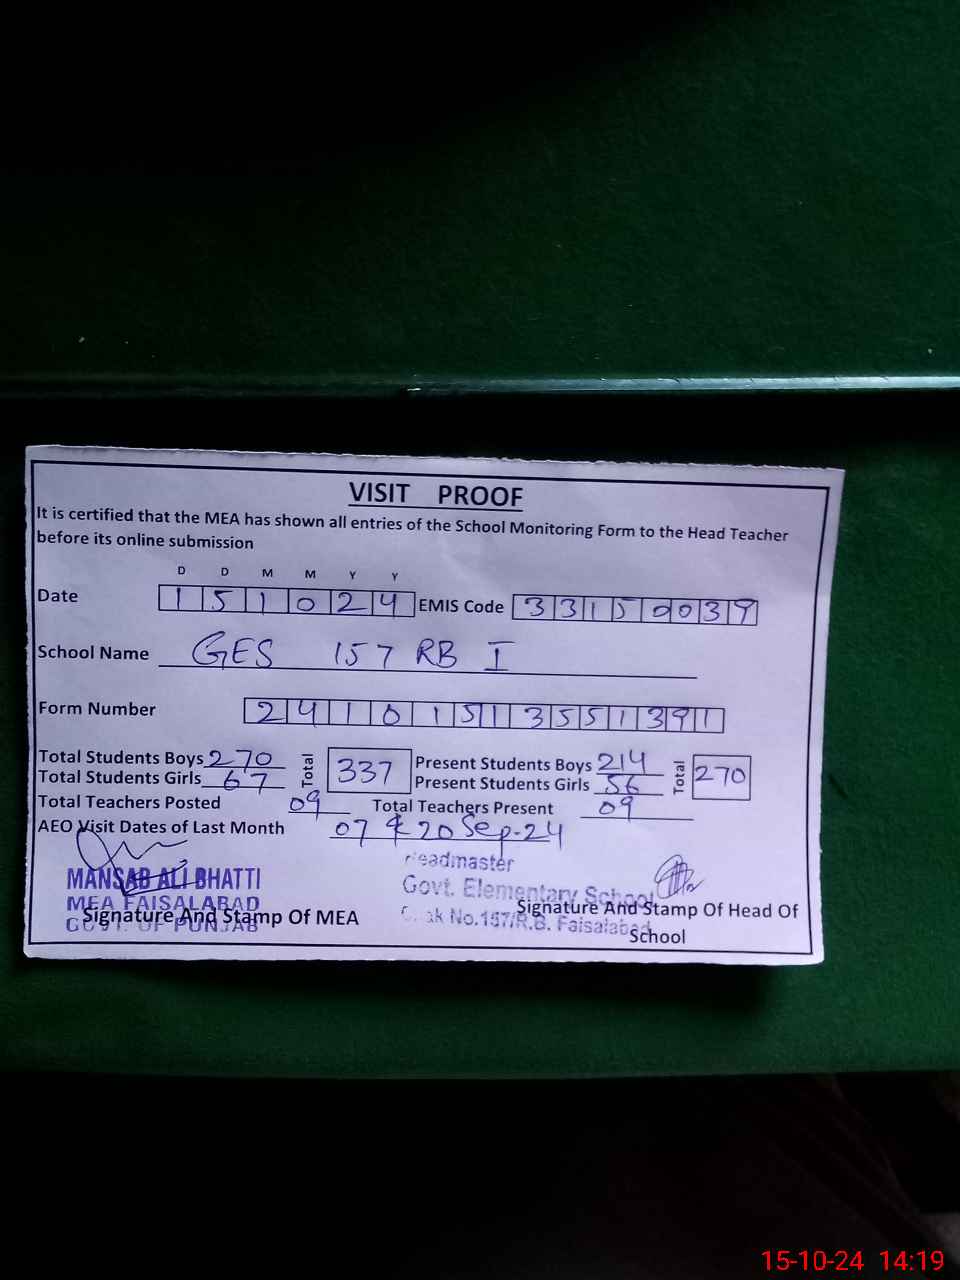 VISIT PROOF
It is certified that the MEA has shown all entries of the School Monitoring Form to the Head Teacher
before its online submission
D D M M Y Y
Date 1 5 1 0 2 4 EMIS Code 3 3 1 5 0 0 3 9
School Name GES 157 RB I
Form Number 2 4 1 0 1 5 1 3 5 5 1 3 9 1
Total Students Boys 270 Total 337 Present Students Boys 214 Total 270
Total Students Girls 67 Present Students Girls 56
Total Teachers Posted 09 Total Teachers Present 09
AEO Visit Dates of Last Month 07 & 20 Sep-24
Headmaster
MANSAB ALI BHATTI Govt. Elementary School
MEA FAISALABAD Signature And Stamp Of Head Of
Signature And Stamp Of MEA No.157/R.B. Faisalabad
GOVT. OF PUNJAB School
15-10-24 14:19